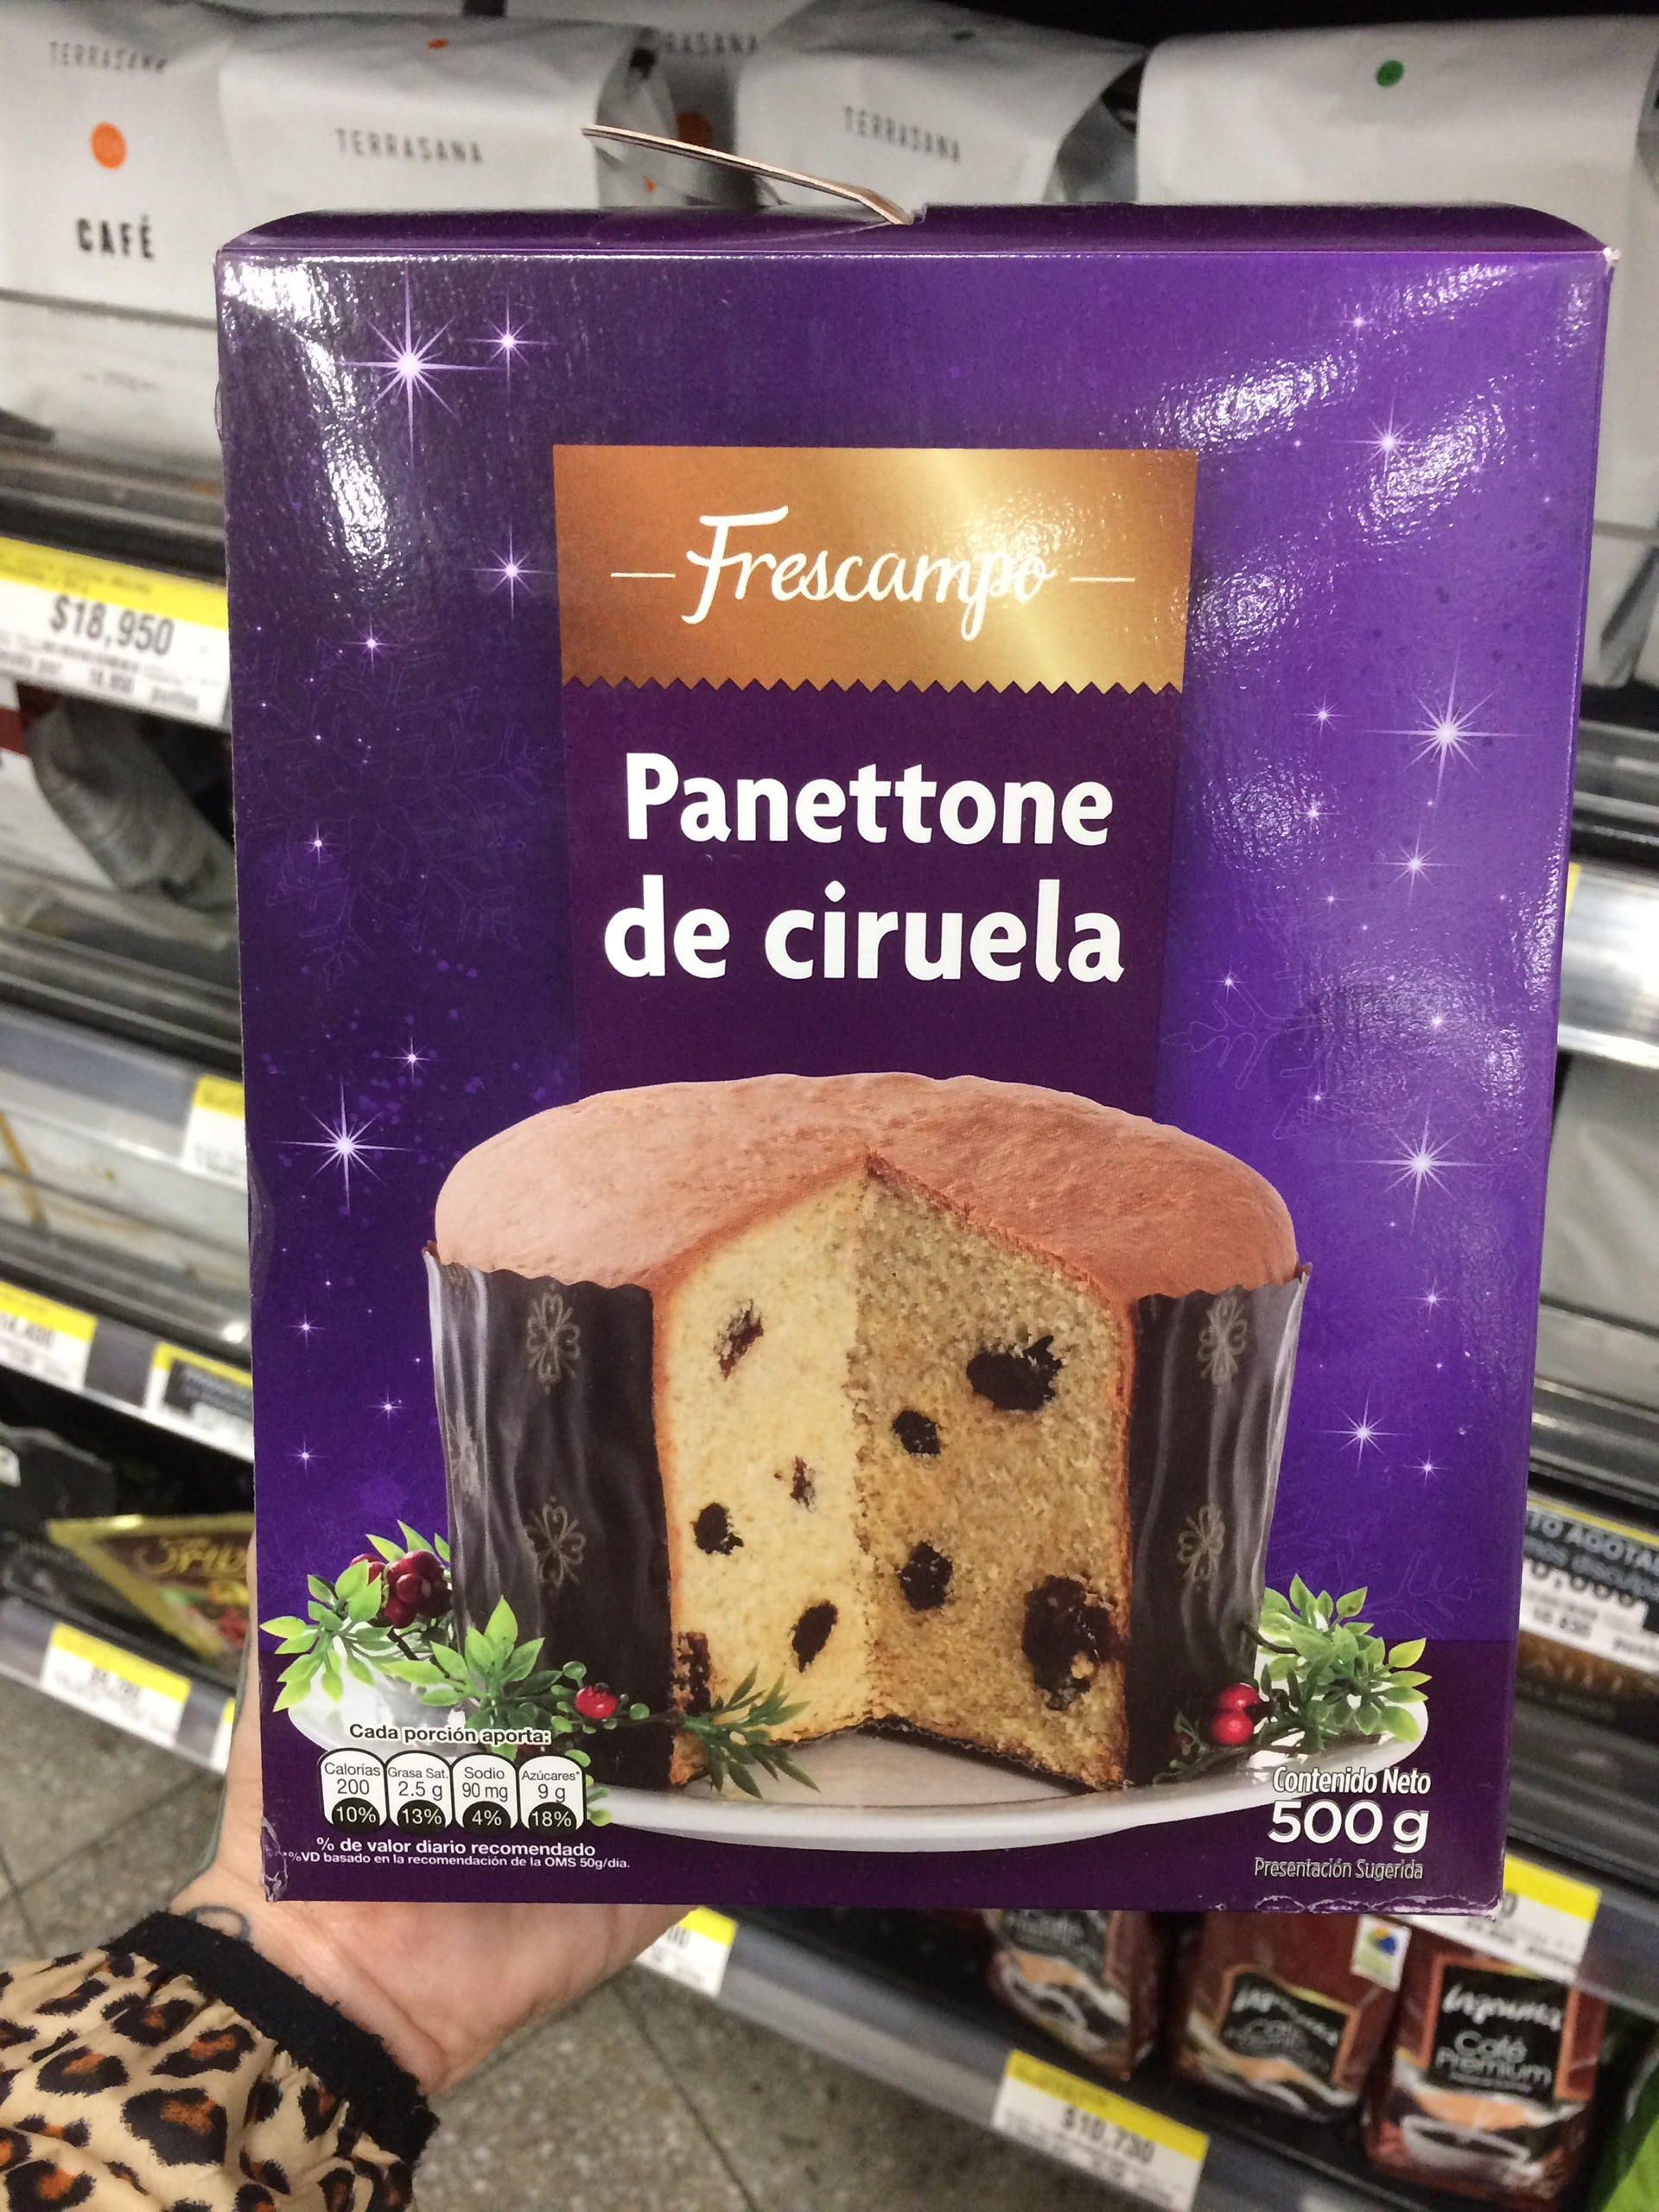 TERRASANA
TERRASANA
TERRASANA
CAFÉ
$18,950
Frescampo
Panettone
de ciruela
Cada porción aporta:
Calorías 200 10%
Grasa Sat. 2.5 g 13%
Sodio 90 mg 4%
Azúcares* 9 g 18%
% de valor diario recomendado
*%VD basado en la recomendación de la OMS 50g/día.
Contenido Neto
500 g
Presentación Sugerida
Café
Premium
$10,730